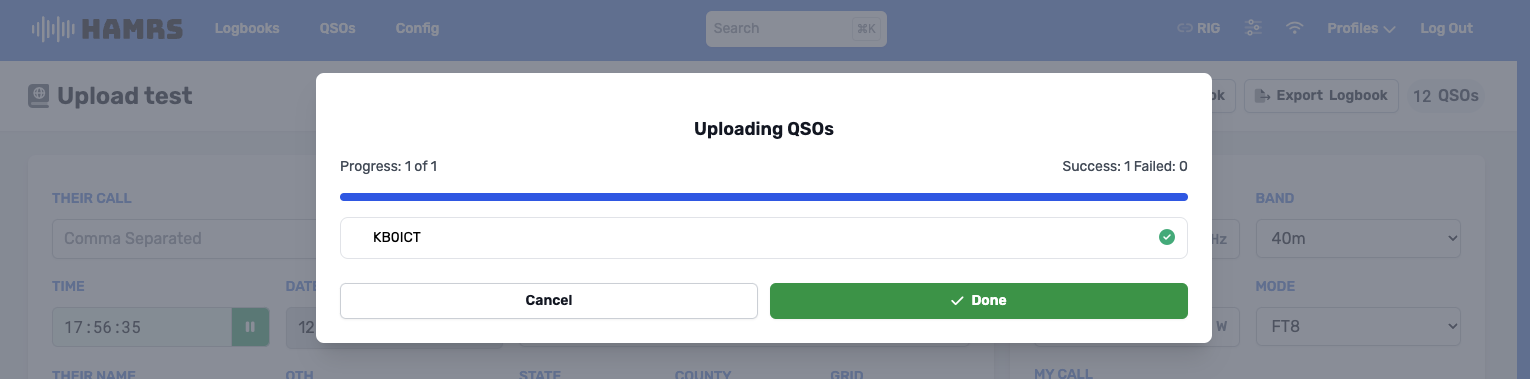 HAMRS Logbooks QSOs Config Search ⌘K RIG Profiles Log Out
Upload test
ok Export Logbook 12 QSOs
Uploading QSOs
Progress: 1 of 1 Success: 1 Failed: 0
KB0ICT
Cancel Done
THEIR CALL BAND
Comma Separated Hz 40m
TIME DATE MODE
17:56:35 12 W FT8
THEIR NAME QTH STATE COUNTY GRID MY CALL